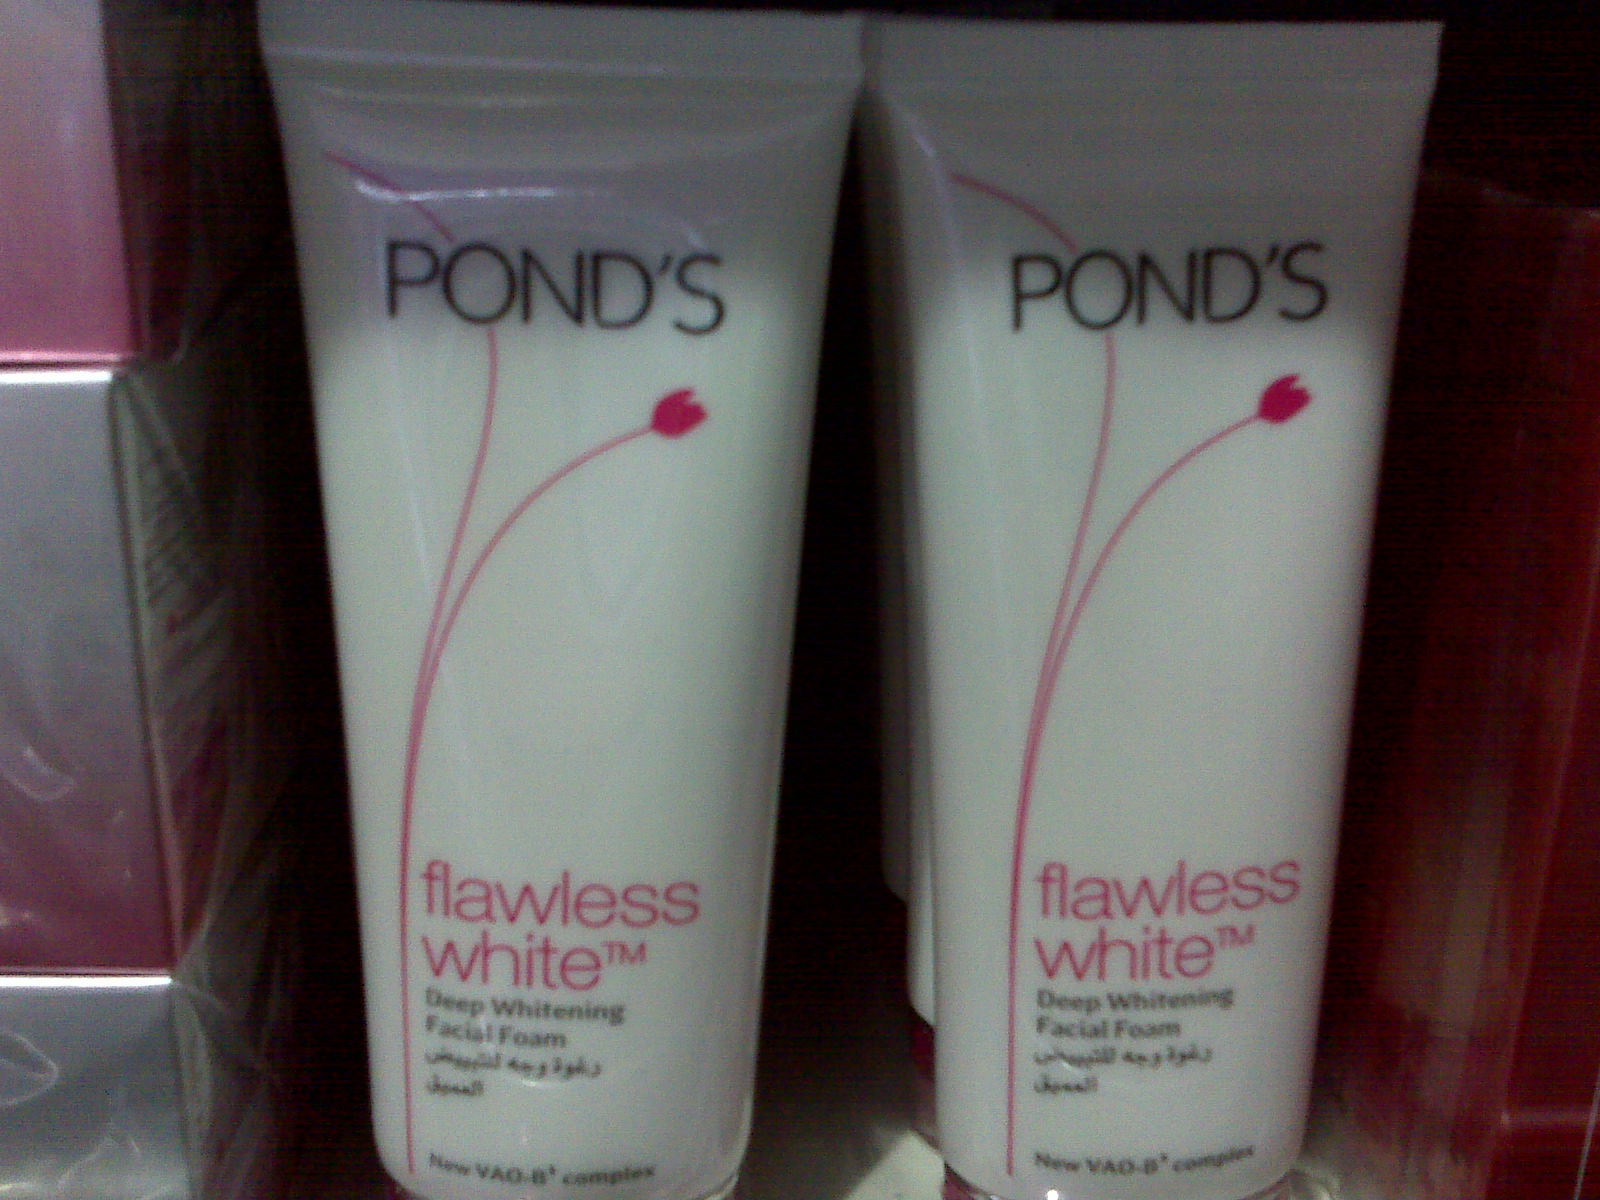 POND'S
flawless
white™
Deep Whitening
Facial Foam
رغوة وجه للتبييض
العميق
New VAO-B³ complex
POND'S
flawless
white™
Deep Whitening
Facial Foam
رغوة وجه للتبييض
العميق
New VAO-B³ complex